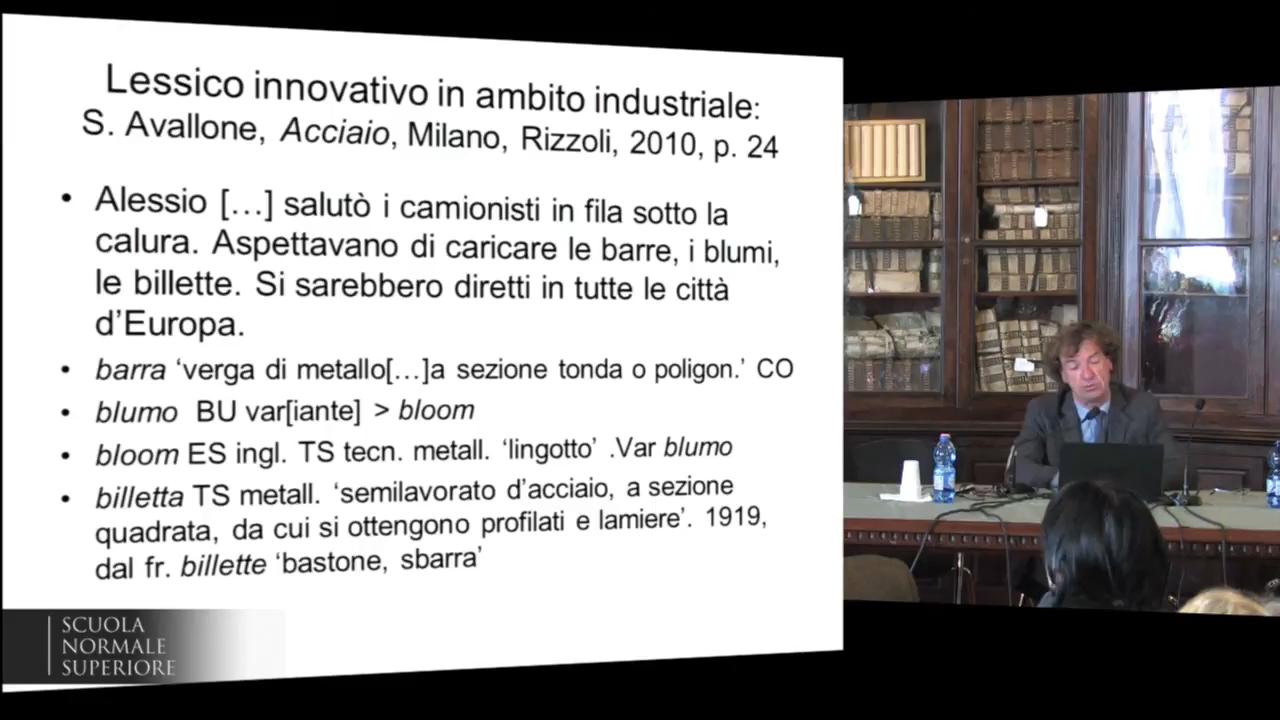 Lessico innovativo in ambito industriale:
S. Avallone, Acciaio, Milano, Rizzoli, 2010, p. 24
• Alessio […] salutò i camionisti in fila sotto la
calura. Aspettavano di caricare le barre, i blumi,
le billette. Si sarebbero diretti in tutte le città
d’Europa.
• barra ‘verga di metallo[…]a sezione tonda o poligon.’ CO
• blumo BU var[iante] > bloom
• bloom ES ingl. TS tecn. metall. ‘lingotto’ .Var blumo
• billetta TS metall. ‘semilavorato d’acciaio, a sezione
quadrata, da cui si ottengono profilati e lamiere’. 1919,
dal fr. billette ‘bastone, sbarra’
SCUOLA
NORMALE
SUPERIORE